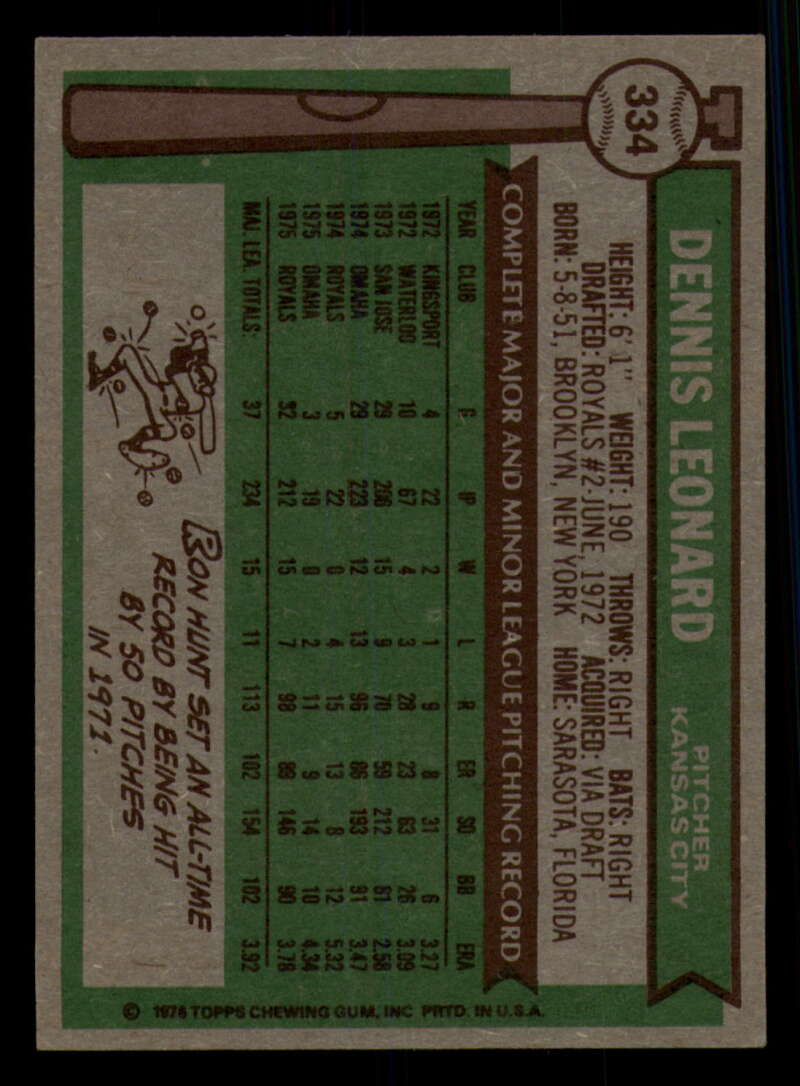 334
DENNIS LEONARD
PITCHER
KANSAS CITY
HEIGHT: 6'1" WEIGHT: 190 THROWS: RIGHT BATS: RIGHT
DRAFTED: ROYALS #2-JUNE, 1972 ACQUIRED: VIA DRAFT
BORN: 5-8-51, BROOKLYN, NEW YORK HOME: SARASOTA, FLORIDA
COMPLETE MAJOR AND MINOR LEAGUE PITCHING RECORD
YEAR CLUB G IP W L R ER SO BB ERA
1972 KINGSPORT 4 22 2 1 9 8 31 6 3.27
1972 WATERLOO 10 67 4 3 28 23 63 26 3.09
1973 SAN JOSE 29 206 15 9 70 59 212 81 2.58
1974 OMAHA 29 223 12 13 96 86 193 91 3.47
1974 ROYALS 5 22 0 4 15 13 8 12 5.32
1975 OMAHA 3 19 0 2 11 9 14 10 4.34
1975 ROYALS 32 212 15 7 98 89 146 90 3.78
MAJ. LEA. TOTALS: 37 234 15 11 113 102 154 102 3.92
RON HUNT SET AN ALL-TIME
RECORD BY BEING HIT
BY 50 PITCHES
IN 1971.
© 1976 TOPPS CHEWING GUM, INC PRTD. IN U.S.A.